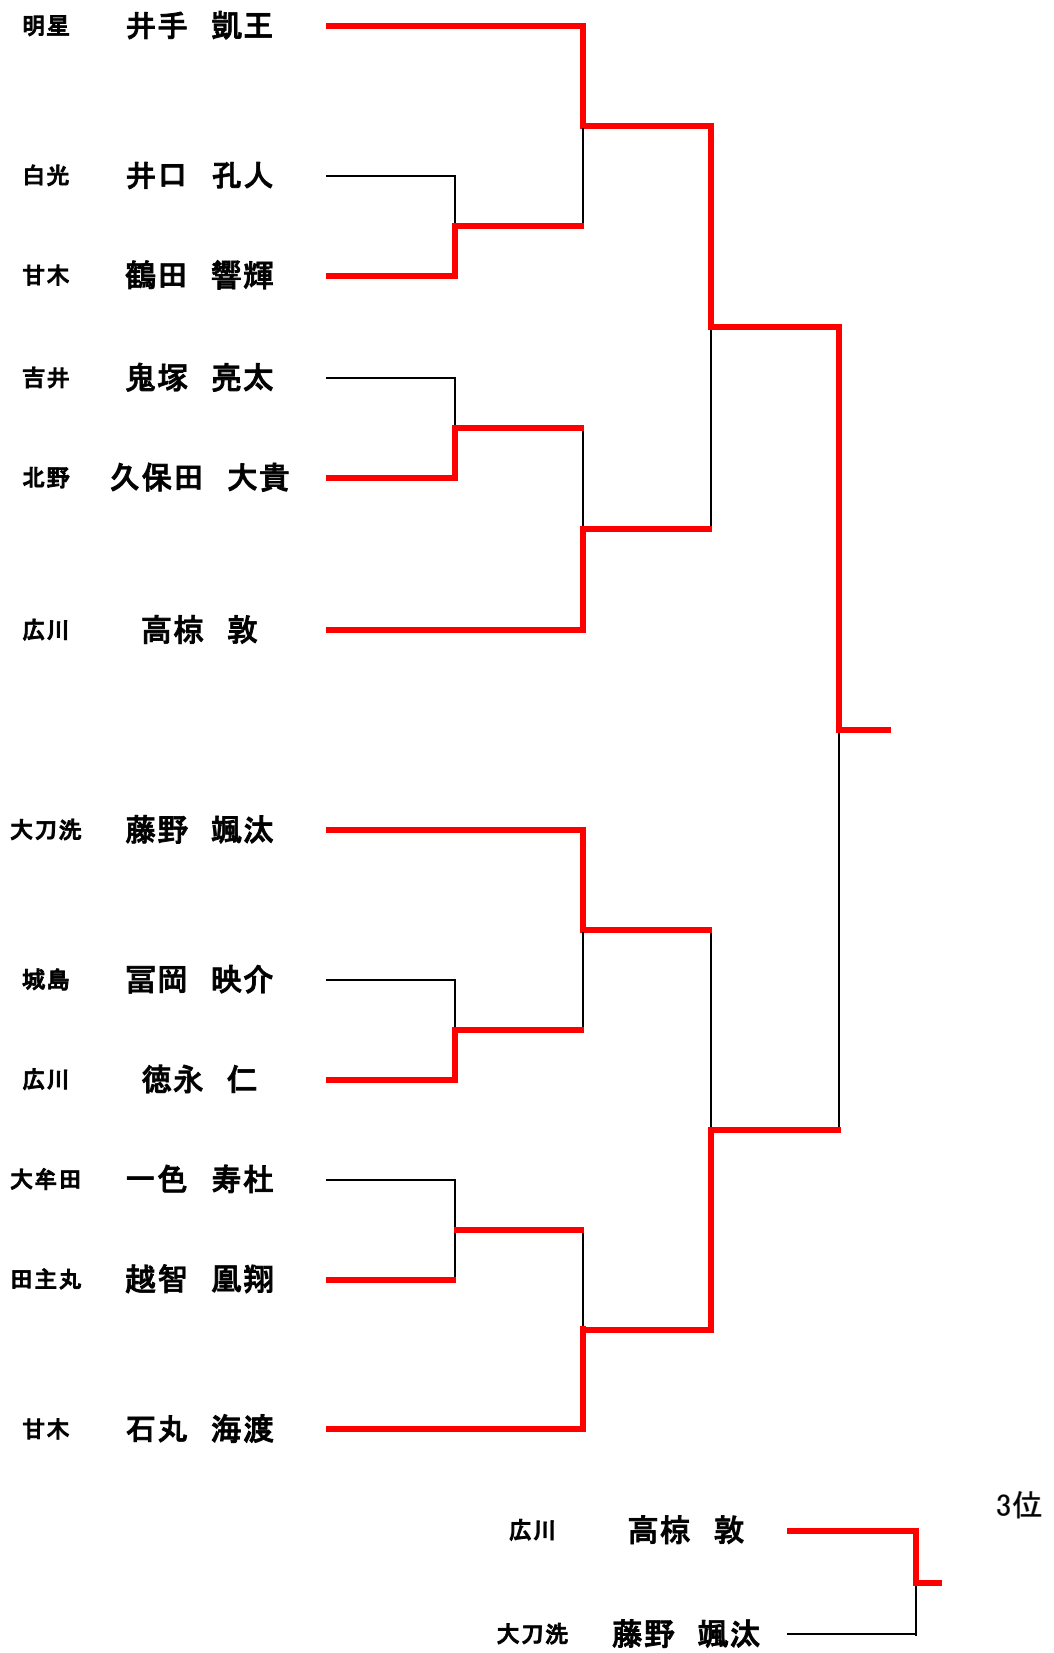 明星 井手 凱王
白光 井口 孔人
甘木 鶴田 響輝
吉井 鬼塚 亮太
北野 久保田 大貴
広川 高椋 敦
大刀洗 藤野 颯汰
城島 冨岡 映介
広川 徳永 仁
大牟田 一色 寿杜
田主丸 越智 凰翔
甘木 石丸 海渡
3位
広川 高椋 敦
大刀洗 藤野 颯汰